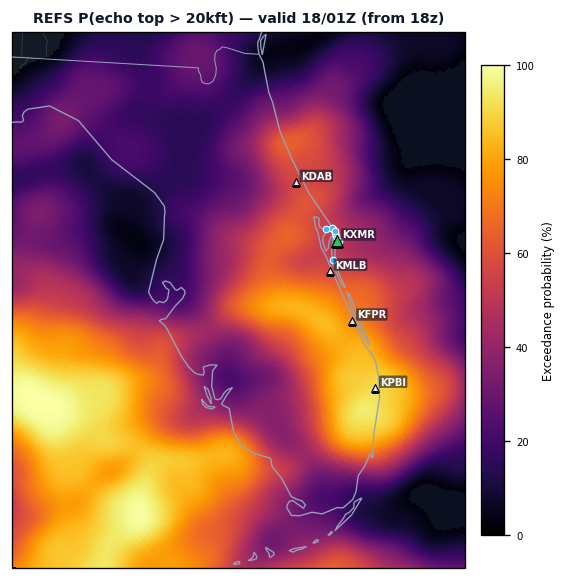 REFS P(echo top > 20kft) — valid 18/01Z (from 18z)
KDAB
KXMR
KMLB
KFPR
KPBI
100
80
60
40
20
0
Exceedance probability (%)